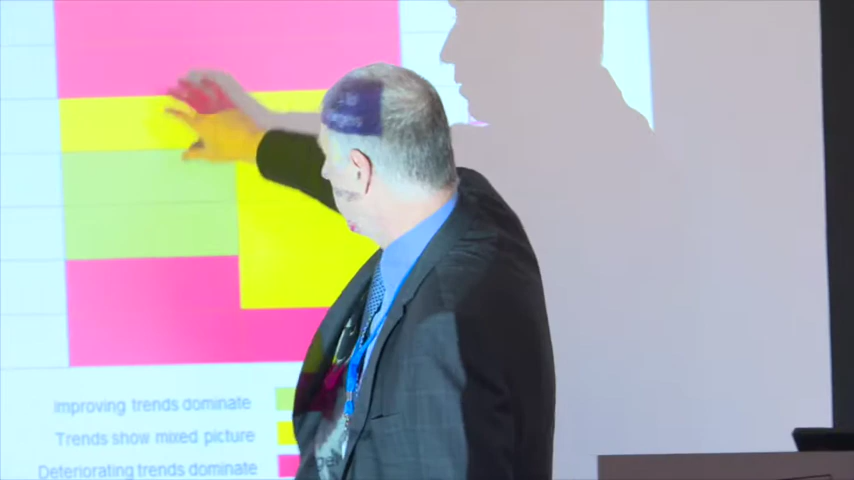 Improving trends dominate
Trends show mixed picture
Deteriorating trends dominate